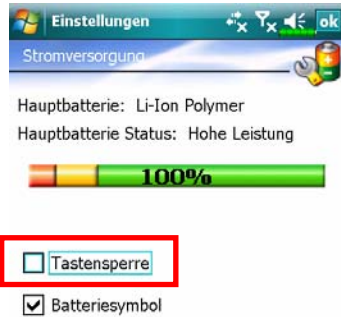 Einstellungen ok
Stromversorgung
Hauptbatterie: Li-Ion Polymer
Hauptbatterie Status: Hohe Leistung
100%
Tastensperre
Batteriesymbol